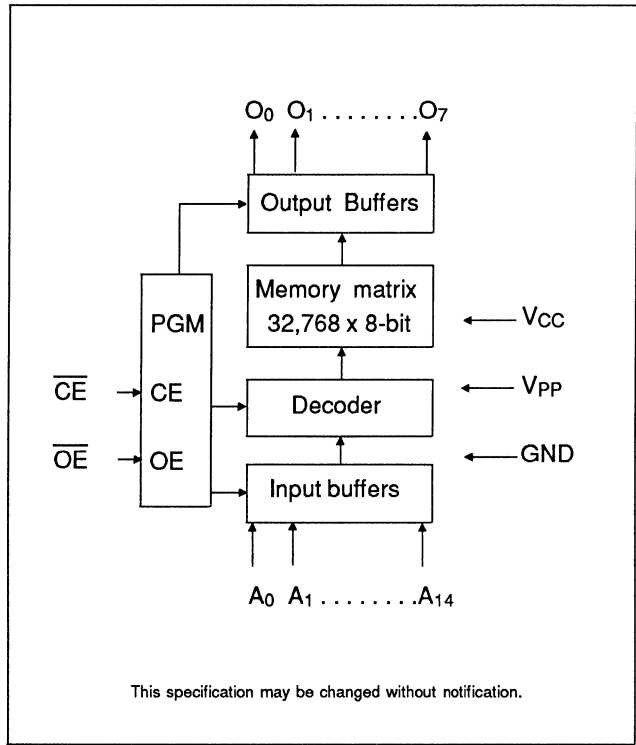 O0 O1 . . . . . . . . O7
Output Buffers
Memory matrix
32,768 x 8-bit
PGM
VCC
CE
CE
Decoder
VPP
OE
OE
Input buffers
GND
A0 A1 . . . . . . . . A14
This specification may be changed without notification.